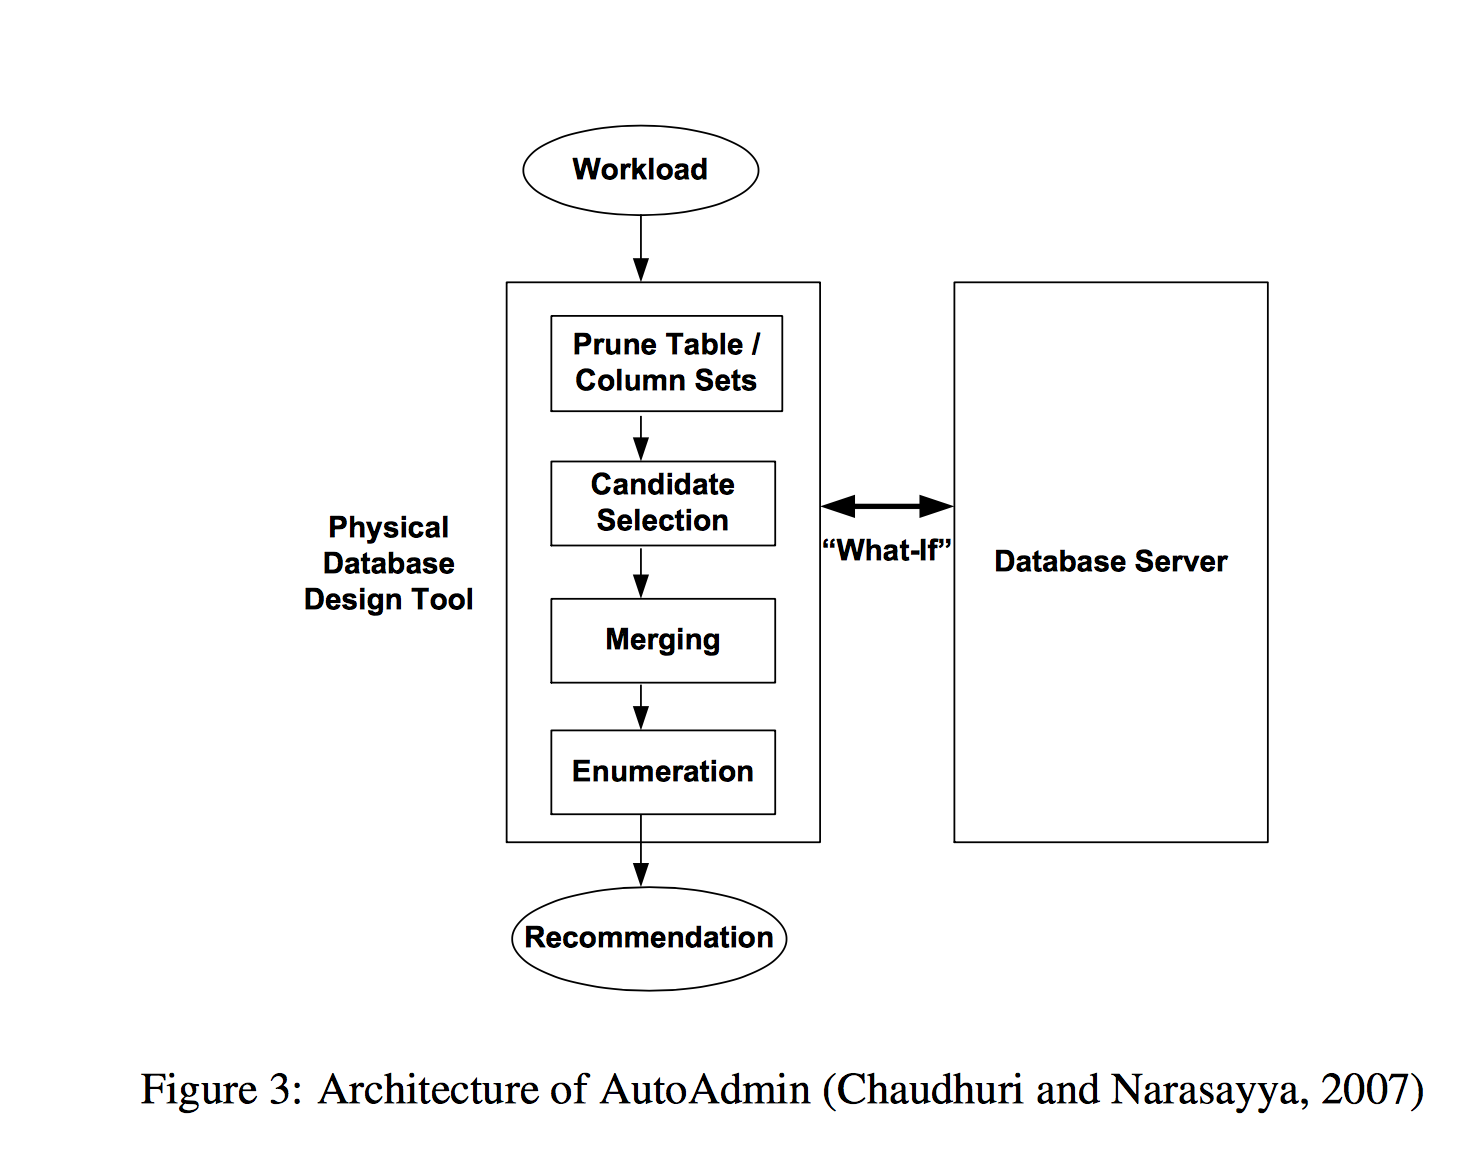 Workload
Prune Table /
Column Sets
Candidate
Selection
Physical
Database
Design Tool
“What-If”
Database Server
Merging
Enumeration
Recommendation
Figure 3: Architecture of AutoAdmin (Chaudhuri and Narasayya, 2007)